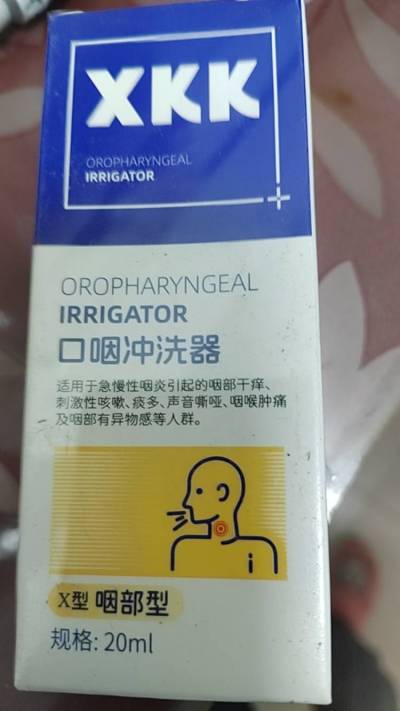 XKK
OROPHARYNGEAL
IRRIGATOR
OROPHARYNGEAL
IRRIGATOR
口咽冲洗器
适用于急慢性咽炎引起的咽部干痒、
刺激性咳嗽、痰多、声音嘶哑、咽喉肿痛
及咽部有异物感等人群。
X型 咽部型
规格: 20ml